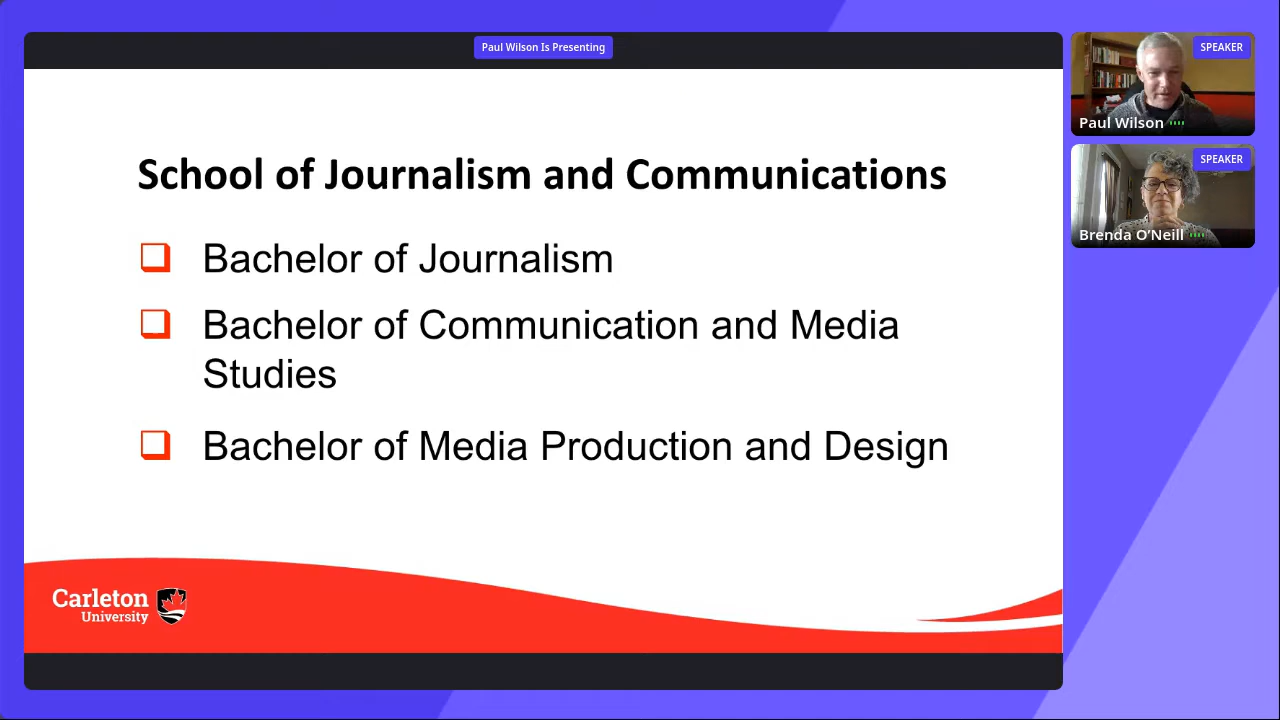 Paul Wilson Is Presenting
School of Journalism and Communications
Bachelor of Journalism
Bachelor of Communication and Media
Studies
Bachelor of Media Production and Design
Carleton
University
SPEAKER
Paul Wilson
SPEAKER
Brenda O’Neill